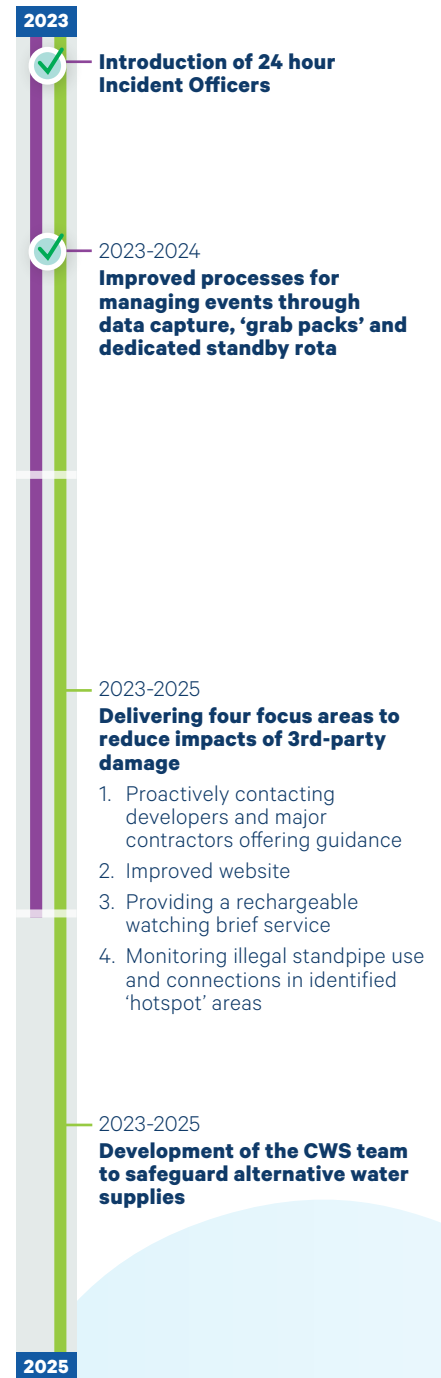 2023
Introduction of 24 hour
Incident Officers
2023-2024
Improved processes for
managing events through
data capture, ‘grab packs’ and
dedicated standby rota
2023-2025
Delivering four focus areas to
reduce impacts of 3rd-party
damage
1. Proactively contacting
developers and major
contractors offering guidance
2. Improved website
3. Providing a rechargeable
watching brief service
4. Monitoring illegal standpipe use
and connections in identified
‘hotspot’ areas
2023-2025
Development of the CWS team
to safeguard alternative water
supplies
2025